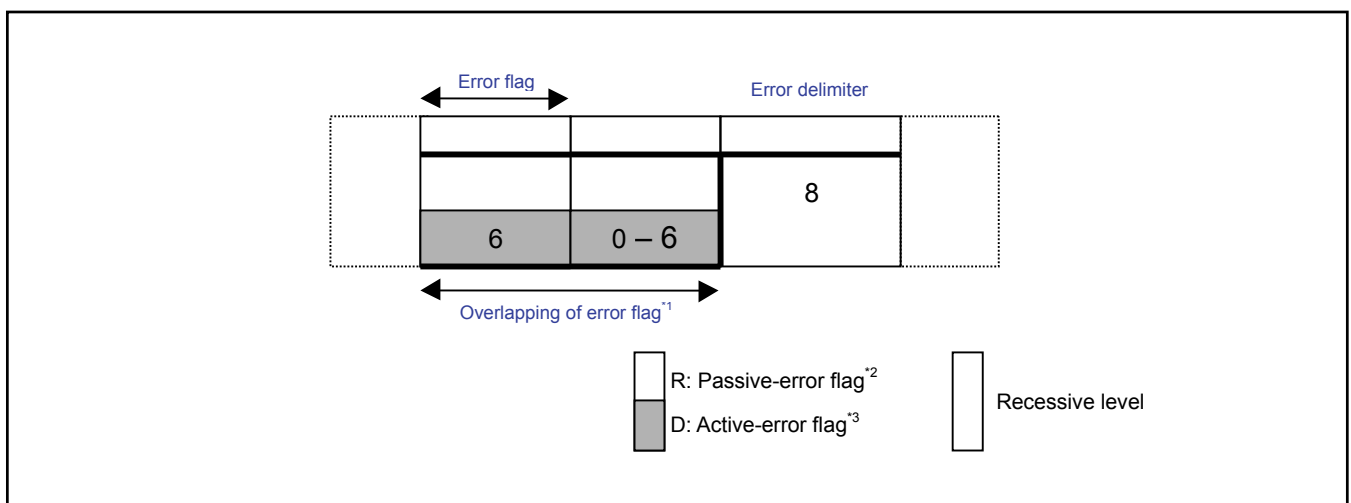 Error flag
Error delimiter
8
6
0 – 6
Overlapping of error flag*1
R: Passive-error flag*2
D: Active-error flag*3
Recessive level